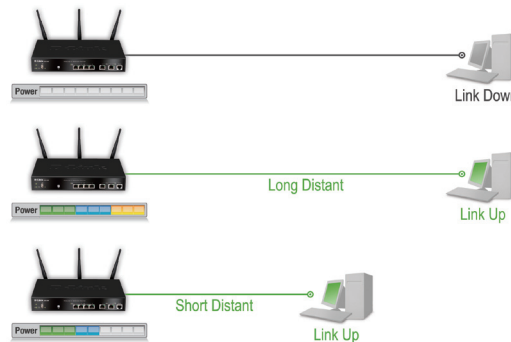 Power
Link Down
Long Distant
Power
Link Up
Short Distant
Power
Link Up